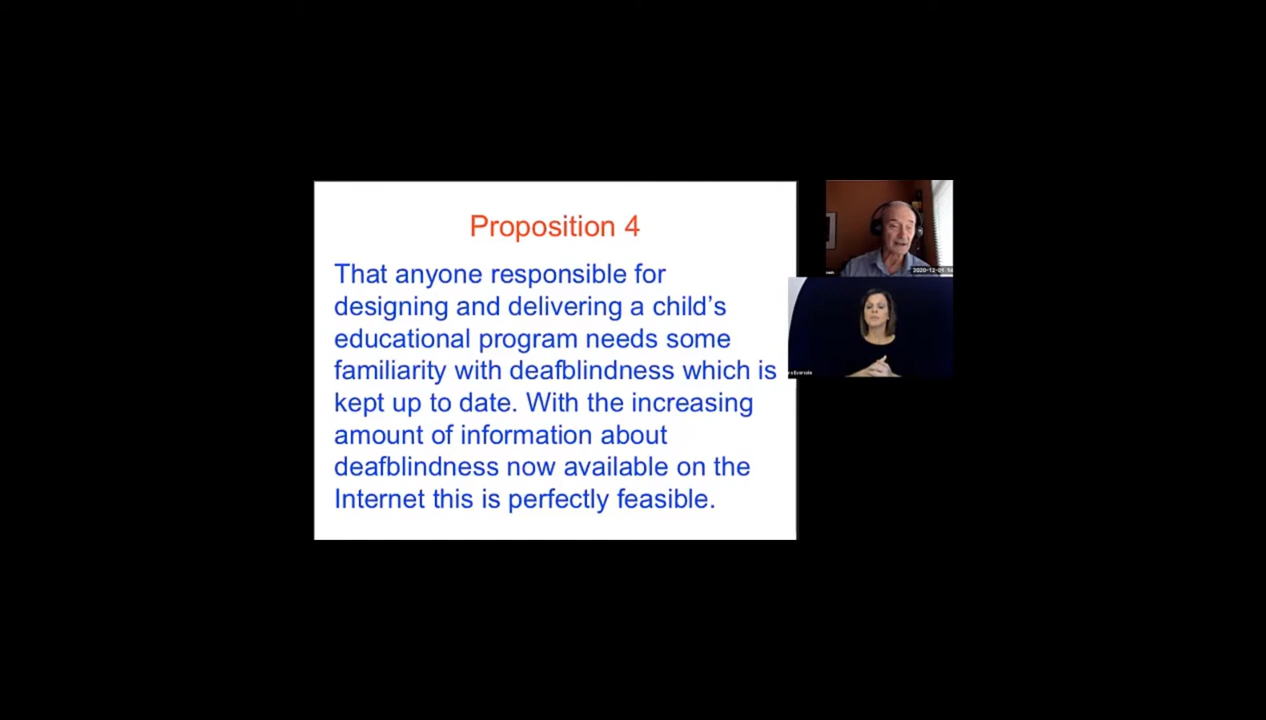 Proposition 4
That anyone responsible for
designing and delivering a child’s
educational program needs some
familiarity with deafblindness which is
kept up to date. With the increasing
amount of information about
deafblindness now available on the
Internet this is perfectly feasible.